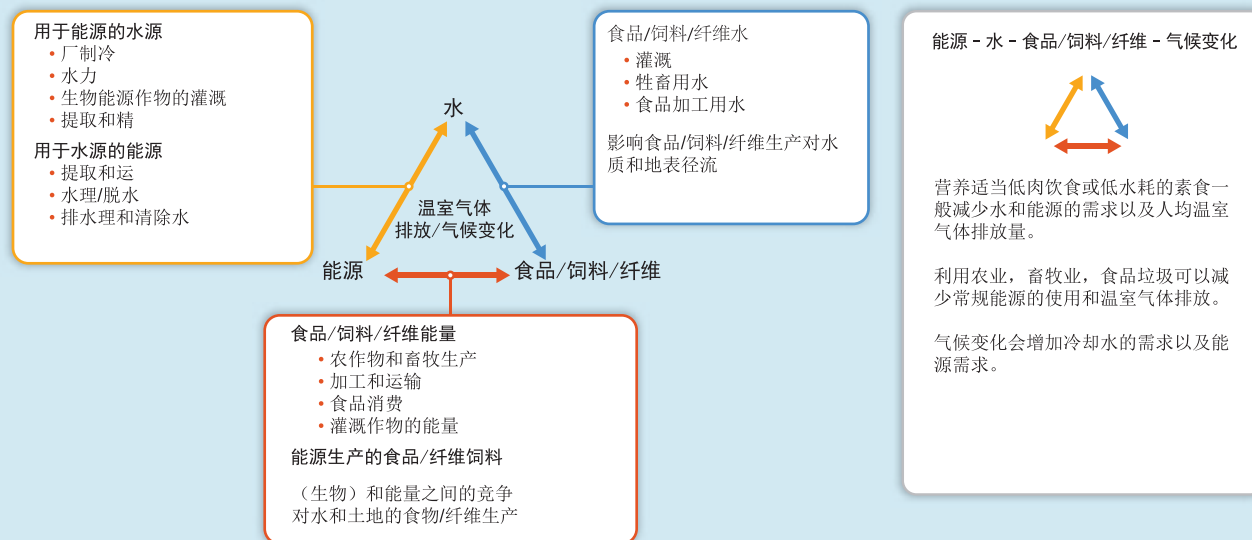 用于能源的水源
• 厂制冷
• 水力
• 生物能源作物的灌溉
• 提取和精
用于水源的能源
• 提取和运
• 水理/脱水
• 排水理和清除水
水
温室气体
排放/气候变化
能源
食品/饲料/纤维
食品/饲料/纤维水
• 灌溉
• 牲畜用水
• 食品加工用水
影响食品/饲料/纤维生产对水
质和地表径流
食品/饲料/纤维能量
• 农作物和畜牧生产
• 加工和运输
• 食品消费
• 灌溉作物的能量
能源生产的食品/纤维饲料
（生物）和能量之间的竞争
对水和土地的食物/纤维生产
能源 - 水 - 食品/饲料/纤维 - 气候变化
营养适当低肉饮食或低水耗的素食一
般减少水和能源的需求以及人均温室
气体排放量。
利用农业，畜牧业，食品垃圾可以减
少常规能源的使用和温室气体排放。
气候变化会增加冷却水的需求以及能
源需求。